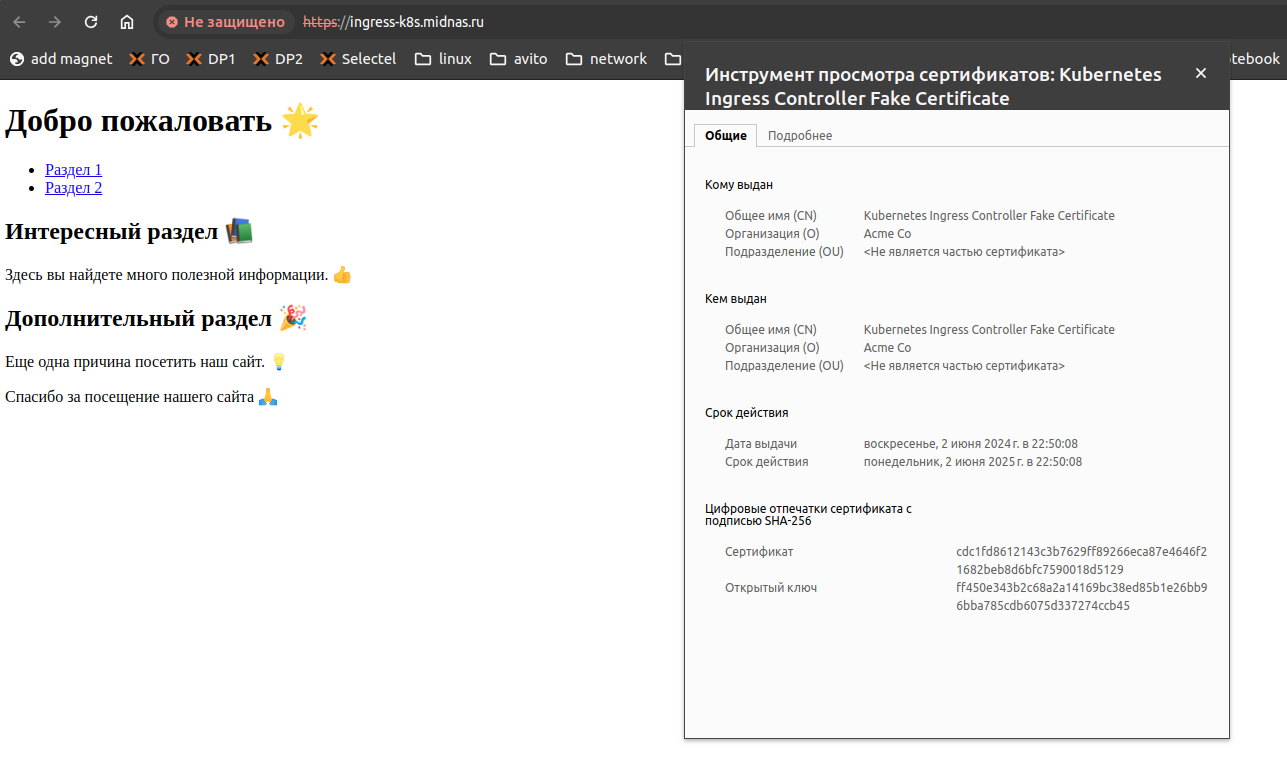 Не защищено https://ingress-k8s.midnas.ru
add magnet ГО DP1 DP2 Selectel linux avito network tebook
Добро пожаловать 🌟
Раздел 1
Раздел 2
Интересный раздел 📚
Здесь вы найдете много полезной информации. 👍
Дополнительный раздел 🎉
Еще одна причина посетить наш сайт. 💡
Спасибо за посещение нашего сайта 🙏
Инструмент просмотра сертификатов: Kubernetes
Ingress Controller Fake Certificate
Общие Подробнее
Кому выдан
Общее имя (CN) Kubernetes Ingress Controller Fake Certificate
Организация (O) Acme Co
Подразделение (OU) <Не является частью сертификата>
Кем выдан
Общее имя (CN) Kubernetes Ingress Controller Fake Certificate
Организация (O) Acme Co
Подразделение (OU) <Не является частью сертификата>
Срок действия
Дата выдачи воскресенье, 2 июня 2024 г. в 22:50:08
Срок действия понедельник, 2 июня 2025 г. в 22:50:08
Цифровые отпечатки сертификата с
подписью SHA-256
Сертификат cdc1fd8612143c3b7629ff89266eca87e4646f2
1682beb8d6bfc7590018d5129
Открытый ключ ff450e343b2c68a2a14169bc38ed85b1e26bb9
6bba785cdb6075d337274ccb45